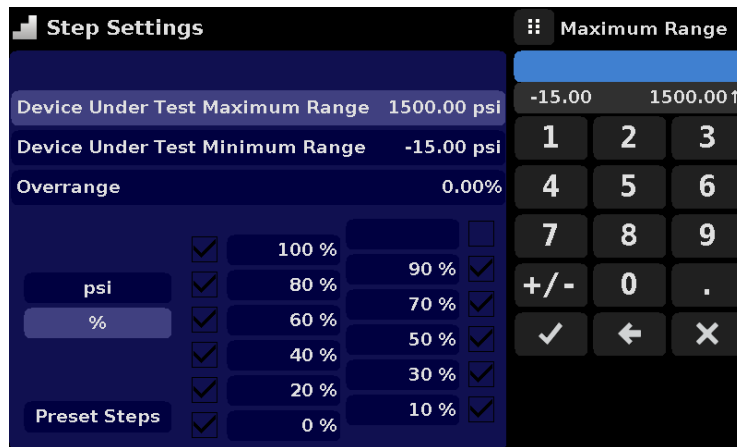 Step Settings
Maximum Range
Device Under Test Maximum Range 1500.00 psi
Device Under Test Minimum Range -15.00 psi
Overrange 0.00%
100 %
90 %
psi
80 %
70 %
%
60 %
50 %
40 %
30 %
20 %
10 %
Preset Steps
0 %
-15.00 1500.00↑
1 2 3
4 5 6
7 8 9
+/- 0 .